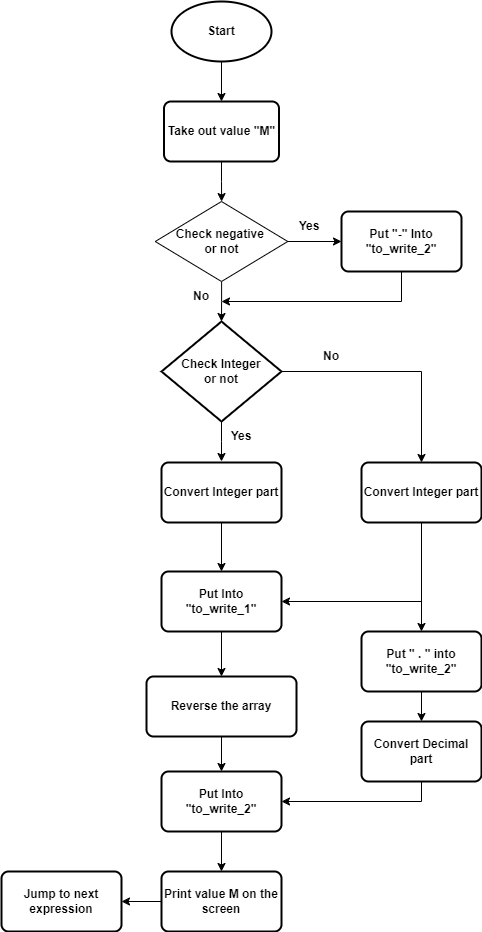 Start
Take out value "M"
Check negative
or not
Yes
Put "-" Into
"to_write_2"
No
Check Integer
or not
No
Yes
Convert Integer part
Convert Integer part
Put Into
"to_write_1"
Put " . " into
"to_write_2"
Reverse the array
Convert Decimal
part
Put Into
"to_write_2"
Jump to next
expression
Print value M on the
screen